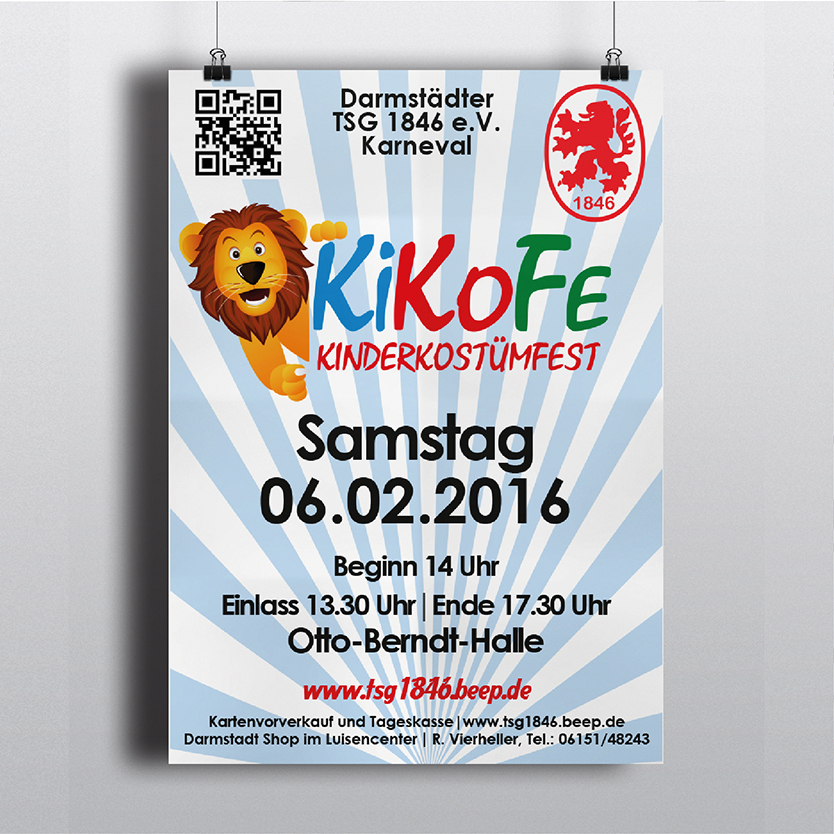 Darmstädter
TSG 1846 e.V.
Karneval
1846
KiKoFe
KINDERKOSTÜMFEST
Samstag
06.02.2016
Beginn 14 Uhr
Einlass 13.30 Uhr | Ende 17.30 Uhr
Otto-Berndt-Halle
www.tsg1846.beep.de
Kartenvorverkauf und Tageskasse|www.tsg1846.beep.de
Darmstadt Shop im Luisencenter | R. Vierheller, Tel.: 06151/48243